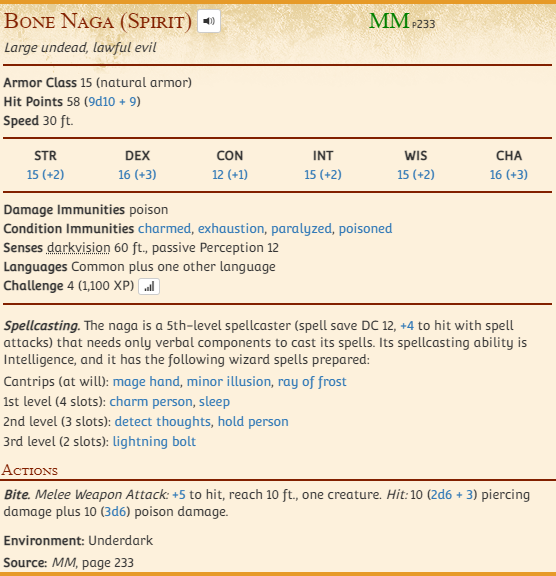 Bone Naga (Spirit) MM P233
Large undead, lawful evil
Armor Class 15 (natural armor)
Hit Points 58 (9d10 + 9)
Speed 30 ft.
STR DEX CON INT WIS CHA
15 (+2) 16 (+3) 12 (+1) 15 (+2) 15 (+2) 16 (+3)
Damage Immunities poison
Condition Immunities charmed, exhaustion, paralyzed, poisoned
Senses darkvision 60 ft., passive Perception 12
Languages Common plus one other language
Challenge 4 (1,100 XP)
Spellcasting. The naga is a 5th-level spellcaster (spell save DC 12, +4 to hit with spell
attacks) that needs only verbal components to cast its spells. Its spellcasting ability is
Intelligence, and it has the following wizard spells prepared:
Cantrips (at will): mage hand, minor illusion, ray of frost
1st level (4 slots): charm person, sleep
2nd level (3 slots): detect thoughts, hold person
3rd level (2 slots): lightning bolt
Actions
Bite. Melee Weapon Attack: +5 to hit, reach 10 ft., one creature. Hit: 10 (2d6 + 3) piercing
damage plus 10 (3d6) poison damage.
Environment: Underdark
Source: MM, page 233